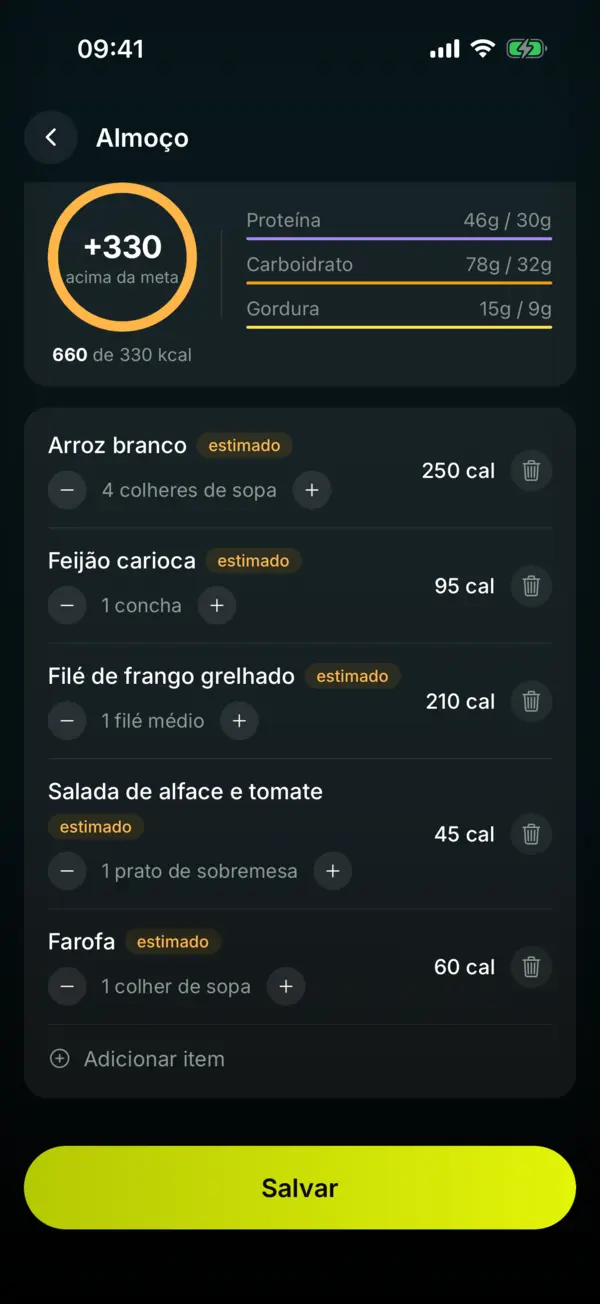 09:41
Almoço
+330
acima da meta
660 de 330 kcal
Proteína 46g / 30g
Carboidrato 78g / 32g
Gordura 15g / 9g
Arroz branco estimado
− 4 colheres de sopa +
250 cal
Feijão carioca estimado
− 1 concha +
95 cal
Filé de frango grelhado estimado
− 1 filé médio +
210 cal
Salada de alface e tomate
estimado
− 1 prato de sobremesa +
45 cal
Farofa estimado
− 1 colher de sopa +
60 cal
Adicionar item
Salvar